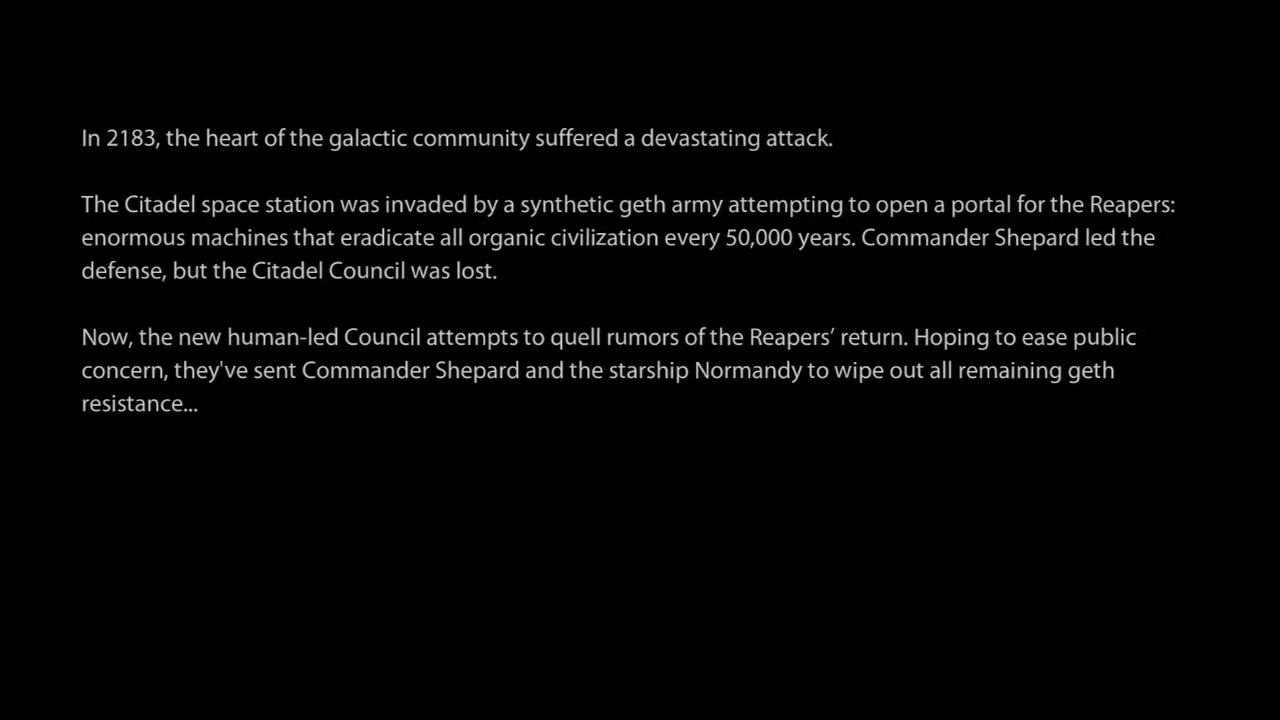 In 2183, the heart of the galactic community suffered a devastating attack.
The Citadel space station was invaded by a synthetic geth army attempting to open a portal for the Reapers:
enormous machines that eradicate all organic civilization every 50,000 years. Commander Shepard led the
defense, but the Citadel Council was lost.
Now, the new human-led Council attempts to quell rumors of the Reapers’ return. Hoping to ease public
concern, they've sent Commander Shepard and the starship Normandy to wipe out all remaining geth
resistance...